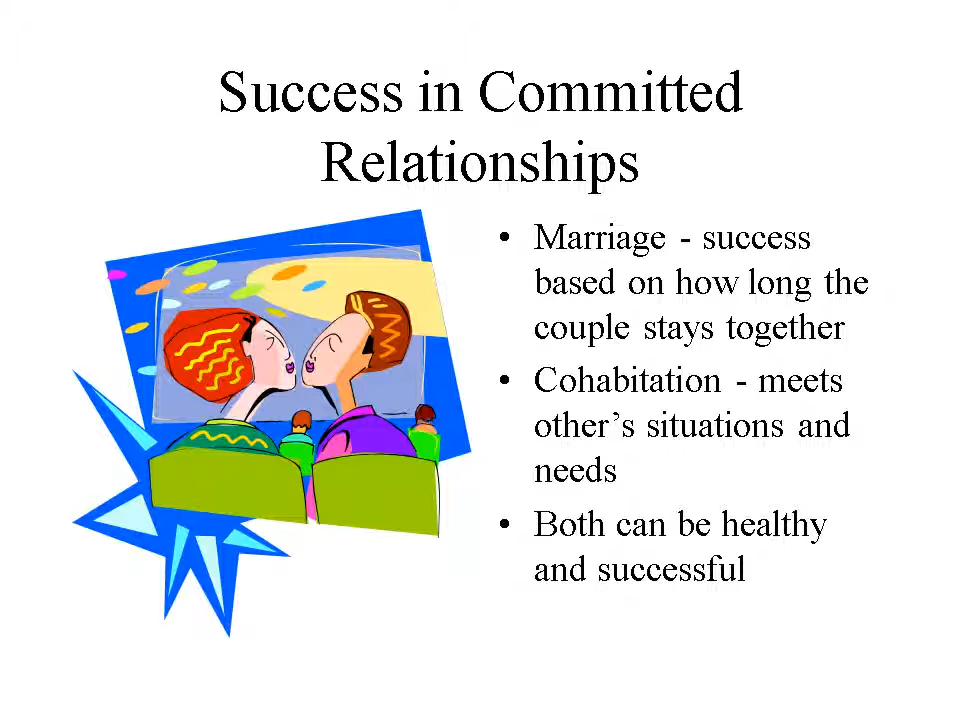 Success in Committed
Relationships
• Marriage - success
based on how long the
couple stays together
• Cohabitation - meets
other’s situations and
needs
• Both can be healthy
and successful